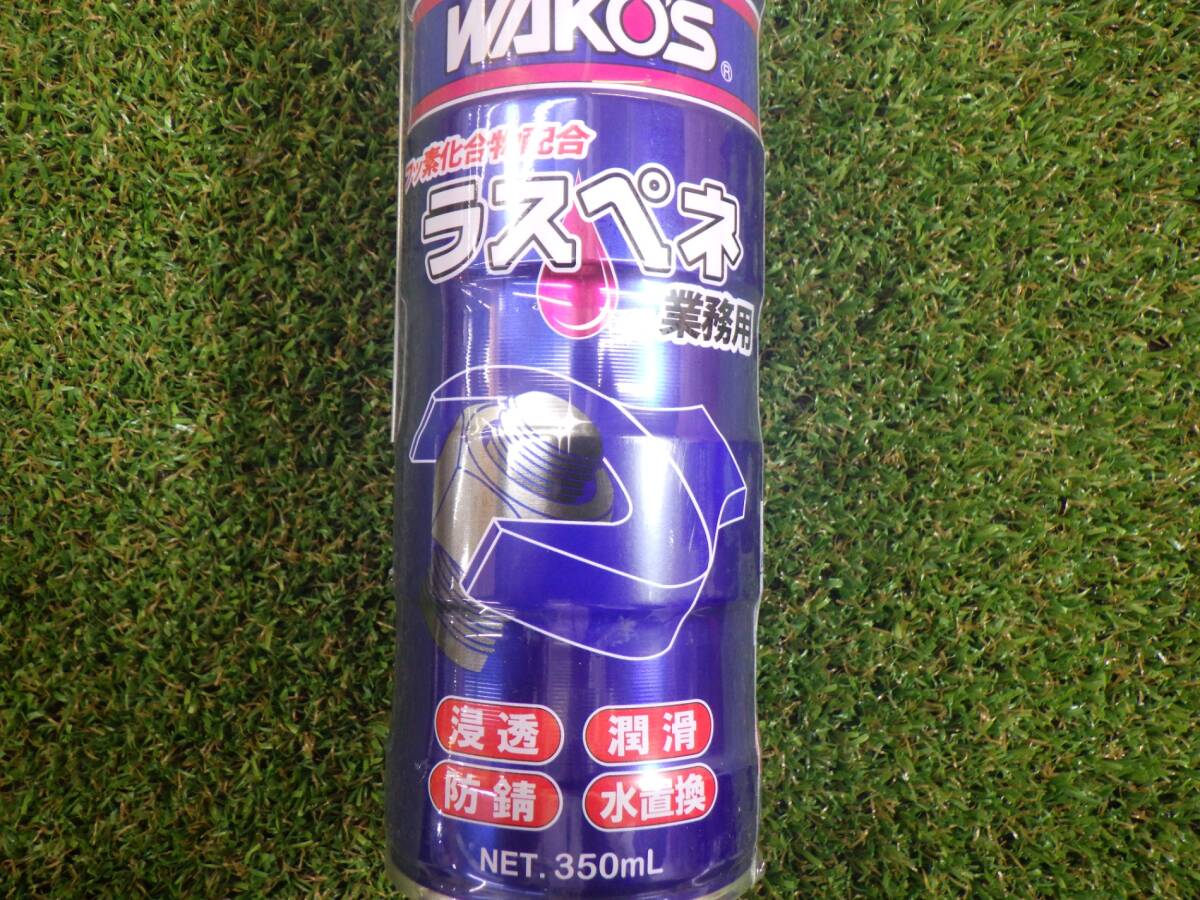 WAKO'S®
フッ素化合物配合
ラスペネ
業務用
浸透 潤滑
防錆 水置換
NET. 350mL